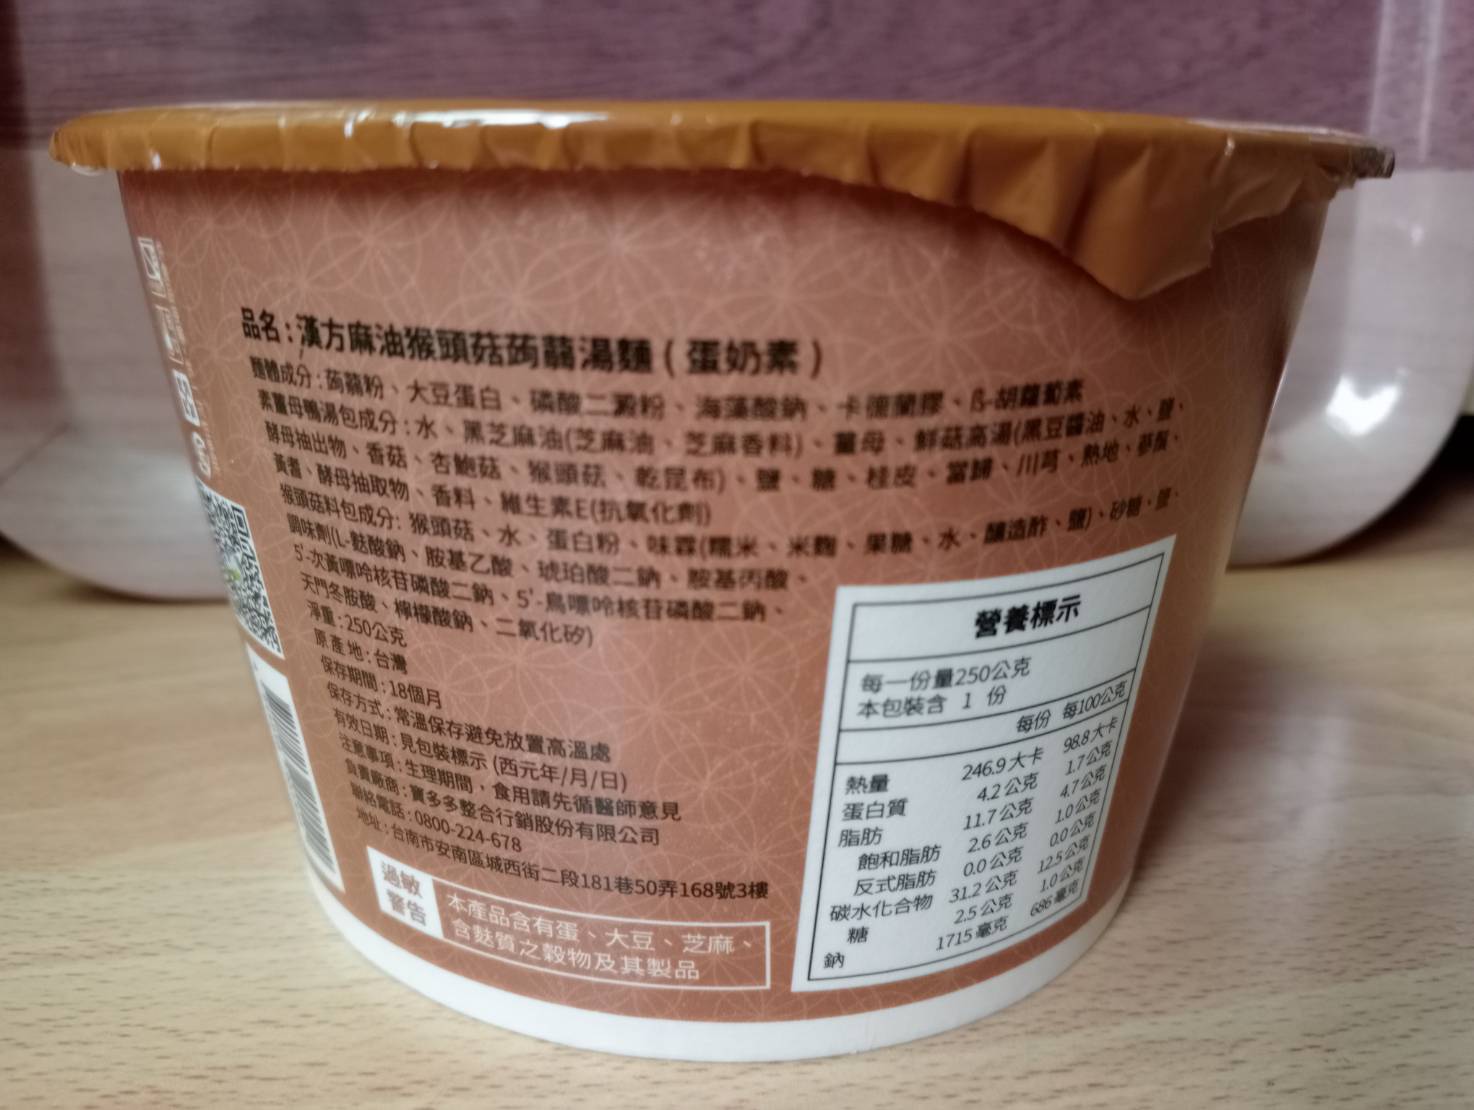 品名:漢方麻油猴頭菇蒟蒻湯麵(蛋奶素)
麵體成分:蒟蒻粉、大豆蛋白、磷酸二澱粉、海藻酸鈉、卡德蘭膠、ß-胡蘿蔔素
素薑母鴨湯包成分:水、黑芝麻油(芝麻油、芝麻香料)、薑母、鮮菇高湯(黑豆醬油、水、鹽、
酵母抽出物、香菇、杏鮑菇、猴頭菇、乾昆布)、鹽、糖、桂皮、當歸、川芎、熟地、蔘鬚、
黃耆、酵母抽取物、香料、維生素E(抗氧化劑)
猴頭菇料包成分:猴頭菇、水、蛋白粉、味霖(糯米、米麴、果糖、水、釀造酢、鹽)、砂糖、鹽、
調味劑(L-麩酸鈉、胺基乙酸、琥珀酸二鈉、胺基丙酸、
5'-次黃嘌呤核苷磷酸二鈉、5'-鳥嘌呤核苷磷酸二鈉、
天門冬胺酸、檸檬酸鈉、二氧化矽)
淨重:250公克
原產地:台灣
保存期間:18個月
保存方式:常溫保存避免放置高溫處
有效日期:見包裝標示(西元年/月/日)
注意事項:生理期間,食用請先循醫師意見
負責廠商:寶多多整合行銷股份有限公司
聯絡電話:0800-224-678
地址:台南市安南區城西街二段181巷50弄168號3樓
過敏
警告
本產品含有蛋、大豆、芝麻、
含麩質之穀物及其製品
營養標示
每一份量250公克
本包裝含 1 份
每份 每100公克
熱量 246.9大卡 98.8大卡
蛋白質 4.2公克 1.7公克
脂肪 11.7公克 4.7公克
飽和脂肪 2.6公克 1.0公克
反式脂肪 0.0公克 0.0公克
碳水化合物 31.2公克 12.5公克
糖 2.5公克 1.0公克
鈉 1715毫克 686毫克